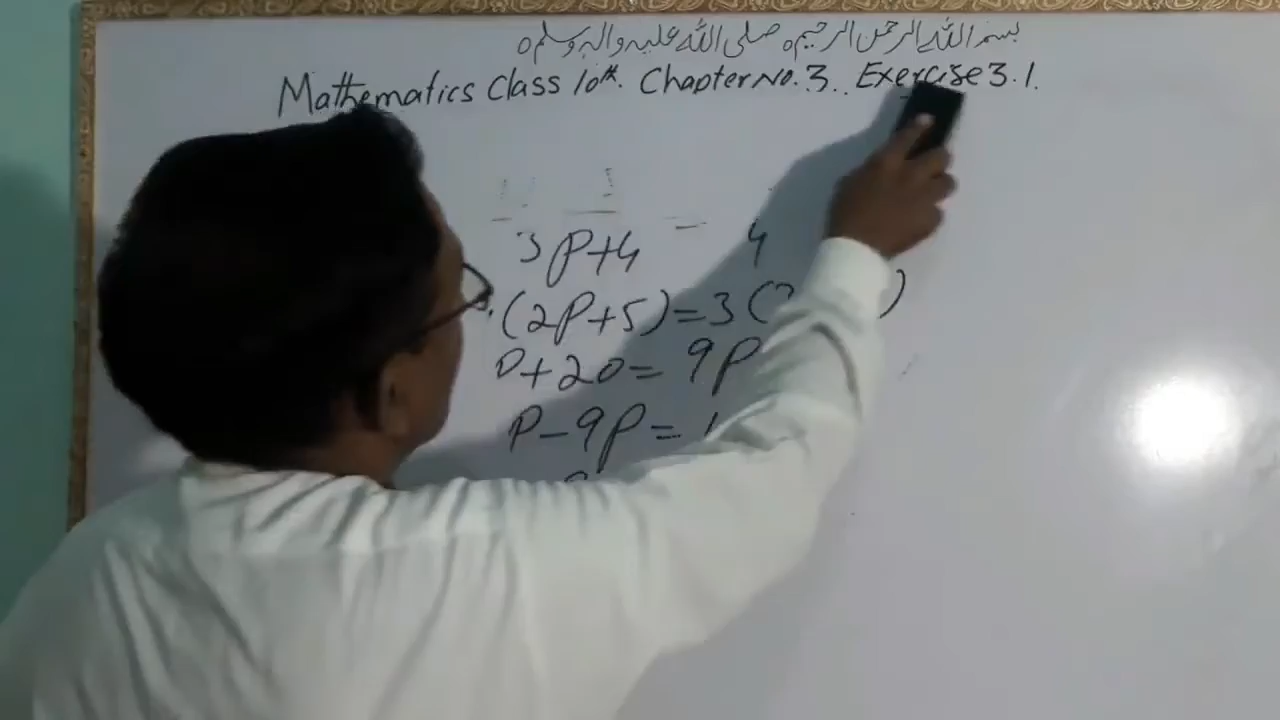 بسم اللہ الرحمن الرحیم ہ صلی اللہ علیہ والہ وسلم ہ
Mathematics Class 10th. Chapter No. 3. Exercise 3.1.
3p+4 4
(2p+5)=3( )
+20=9p
p-9p=